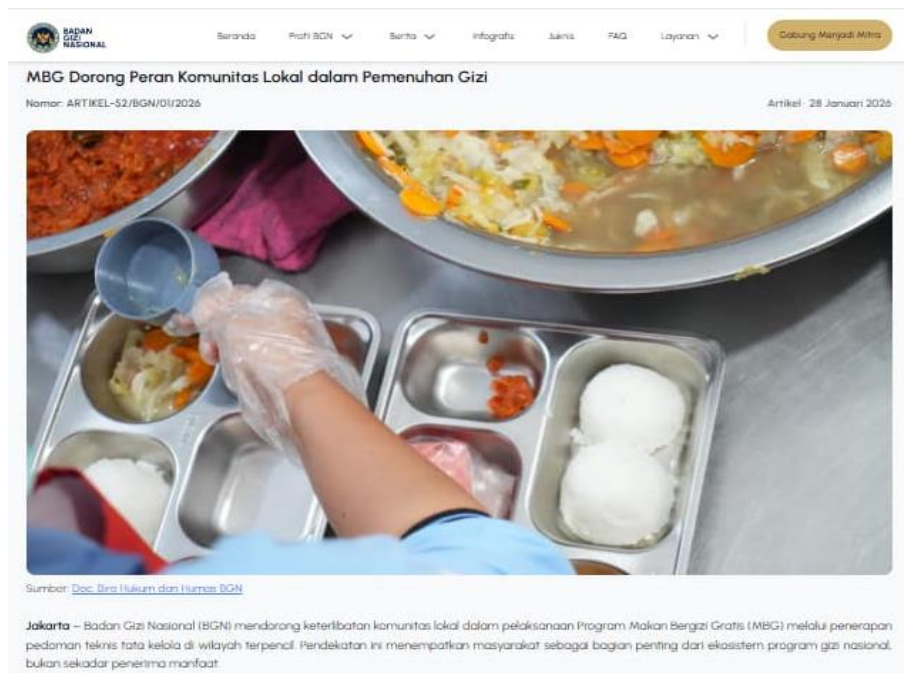 BADAN
GIZI
NASIONAL
Beranda
Profil BGN
Berita
Infografis
Juknis
FAQ
Layanan
Gabung Menjadi Mitra
MBG Dorong Peran Komunitas Lokal dalam Pemenuhan Gizi
Nomor: ARTIKEL-52/BGN/01/2026
Artikel · 28 Januari 2026
Sumber: Doc. Biro Hukum dan Humas BGN
Jakarta – Badan Gizi Nasional (BGN) mendorong keterlibatan komunitas lokal dalam pelaksanaan Program Makan Bergizi Gratis (MBG) melalui penerapan
pedoman teknis tata kelola di wilayah terpencil. Pendekatan ini menempatkan masyarakat sebagai bagian penting dari ekosistem program gizi nasional,
bukan sekadar penerima manfaat.